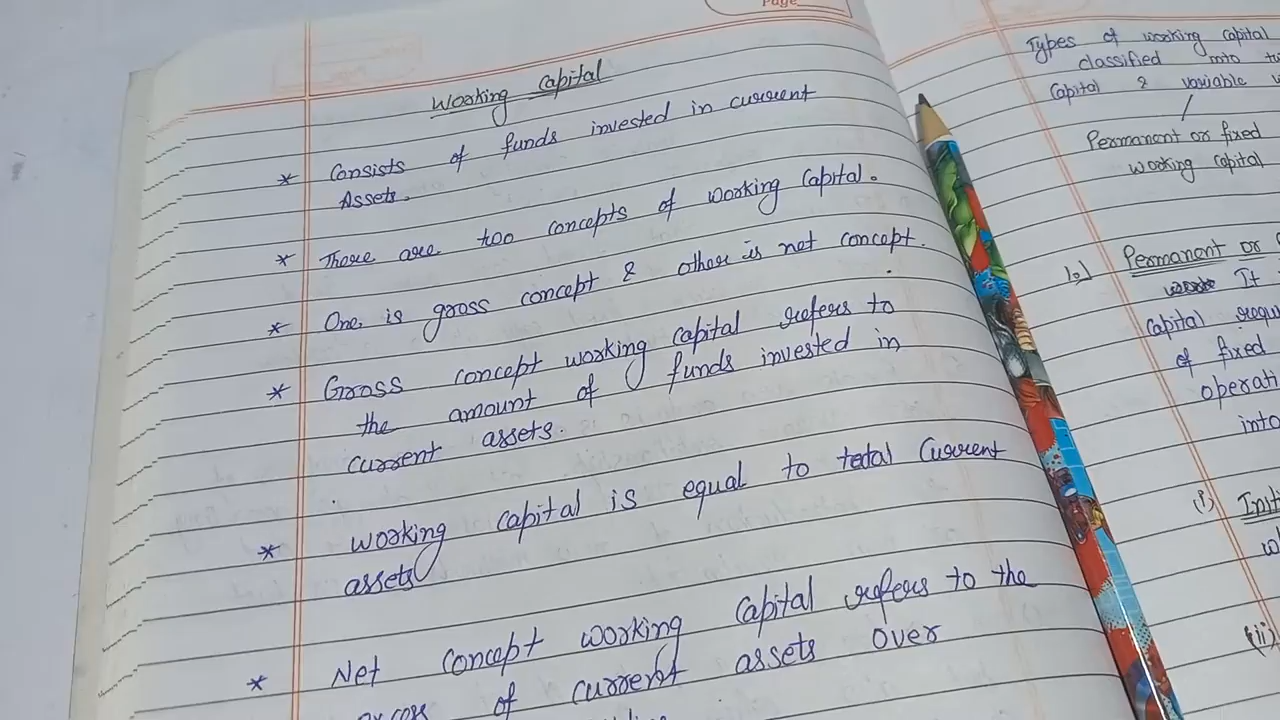 Page
Working Capital
* Consists of funds invested in current
Assets.
* There are two concepts of working Capital.
* One is gross concept & other is net concept.
* Gross concept working capital refers to
the amount of funds invested in
current assets.
* working capital is equal to total Current
assets
* Net concept working capital refers to the
of current assets over
Types of working capital
classified into
Capital & variable
Permanent or fixed
working capital
1.) Permanent or
It
capital
of fixed
into
(i)
(ii)